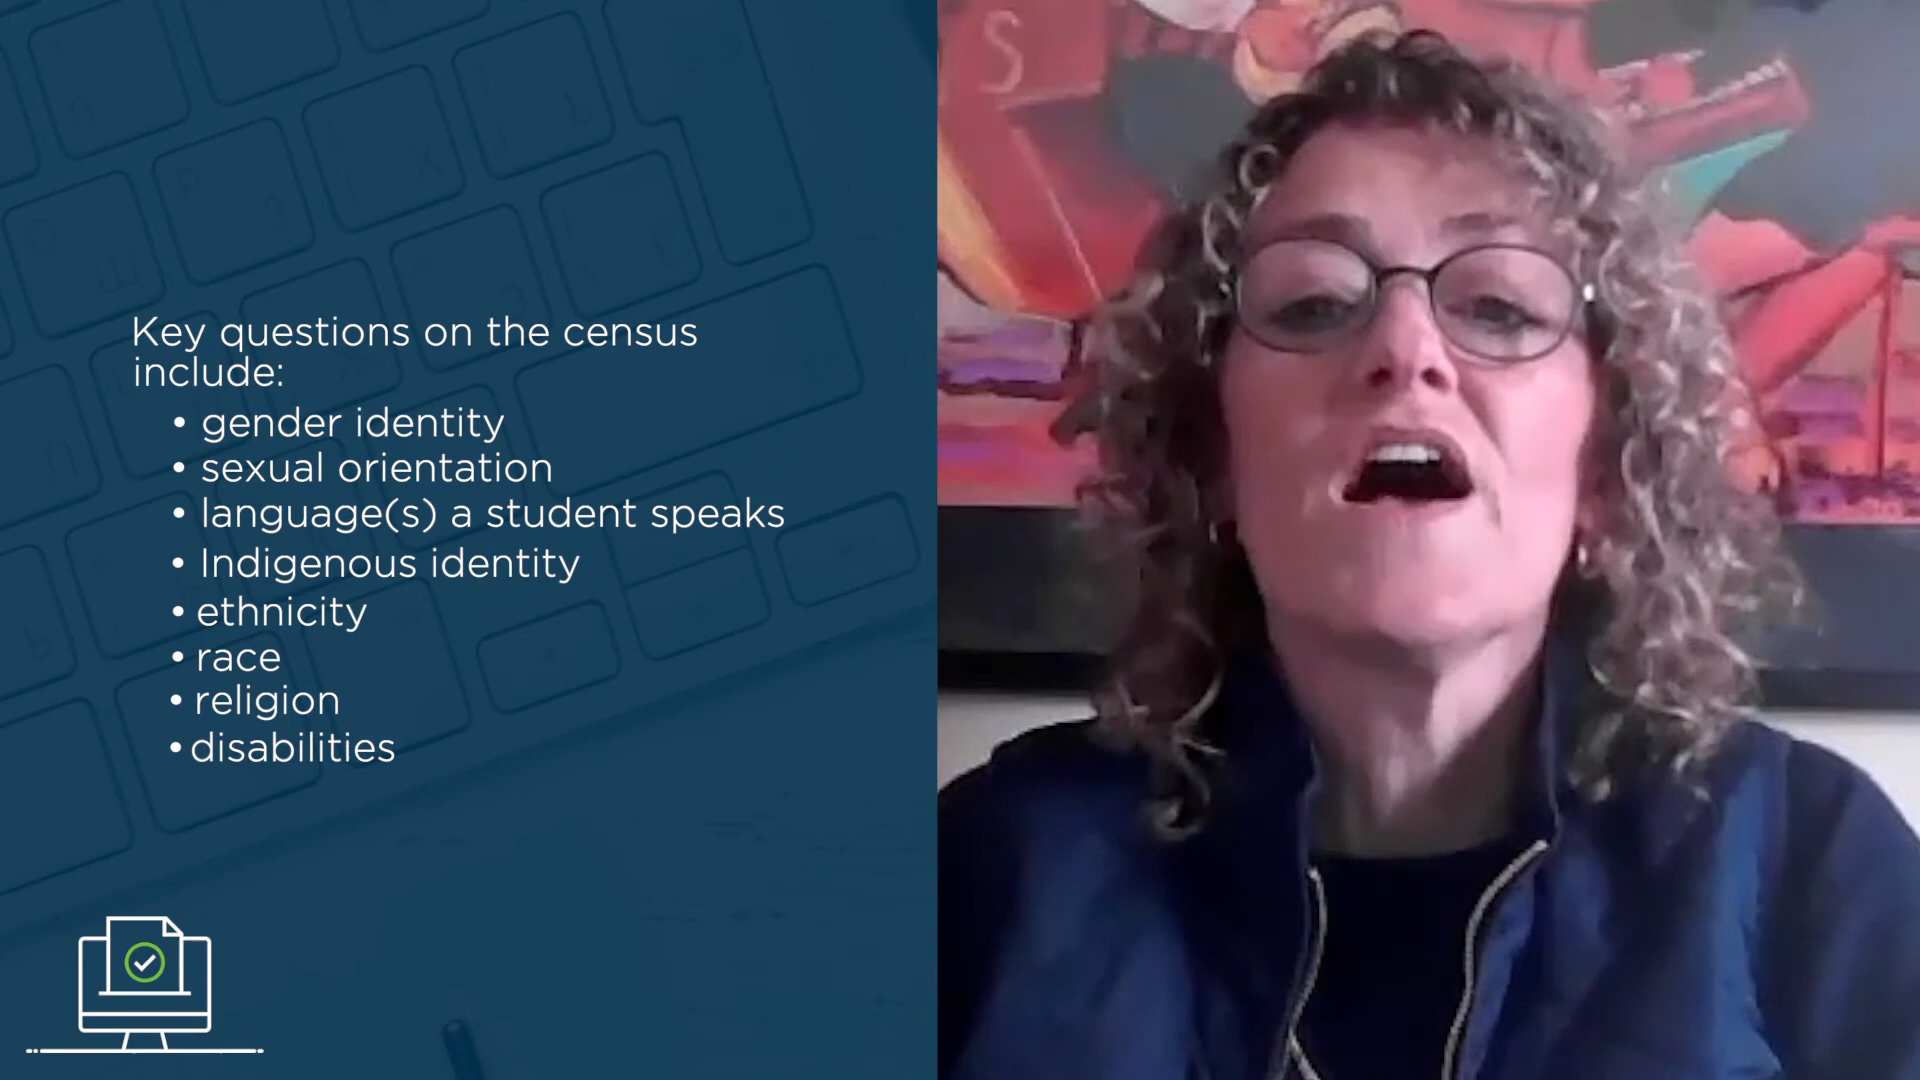 Key questions on the census
include:
• gender identity
• sexual orientation
• language(s) a student speaks
• Indigenous identity
• ethnicity
• race
• religion
• disabilities